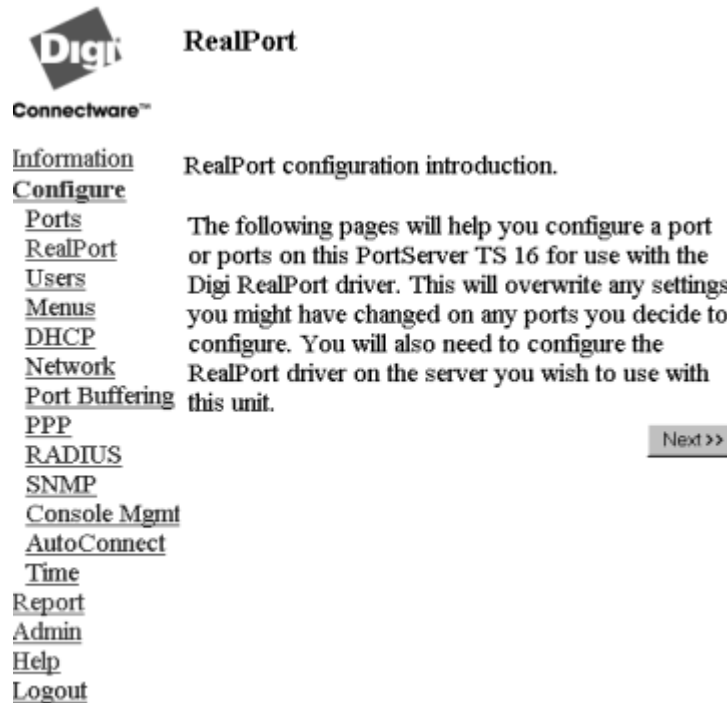 Digi
RealPort
Connectware™
Information
Configure
Ports
RealPort
Users
Menus
DHCP
Network
Port Buffering
PPP
RADIUS
SNMP
Console Mgmt
AutoConnect
Time
Report
Admin
Help
Logout
RealPort configuration introduction.
The following pages will help you configure a port
or ports on this PortServer TS 16 for use with the
Digi RealPort driver. This will overwrite any settings
you might have changed on any ports you decide to
configure. You will also need to configure the
RealPort driver on the server you wish to use with
this unit.
Next >>